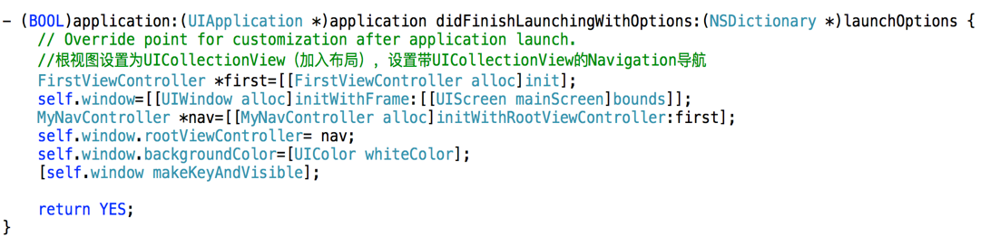 - (BOOL)application:(UIApplication *)application didFinishLaunchingWithOptions:(NSDictionary *)launchOptions {
// Override point for customization after application launch.
//根视图设置为UICollectionView（加入布局），设置带UICollectionView的Navigation导航
FirstViewController *first=[[FirstViewController alloc]init];
self.window=[[UIWindow alloc]initWithFrame:[[UIScreen mainScreen]bounds]];
MyNavController *nav=[[MyNavController alloc]initWithRootViewController:first];
self.window.rootViewController= nav;
self.window.backgroundColor=[UIColor whiteColor];
[self.window makeKeyAndVisible];
return YES;
}